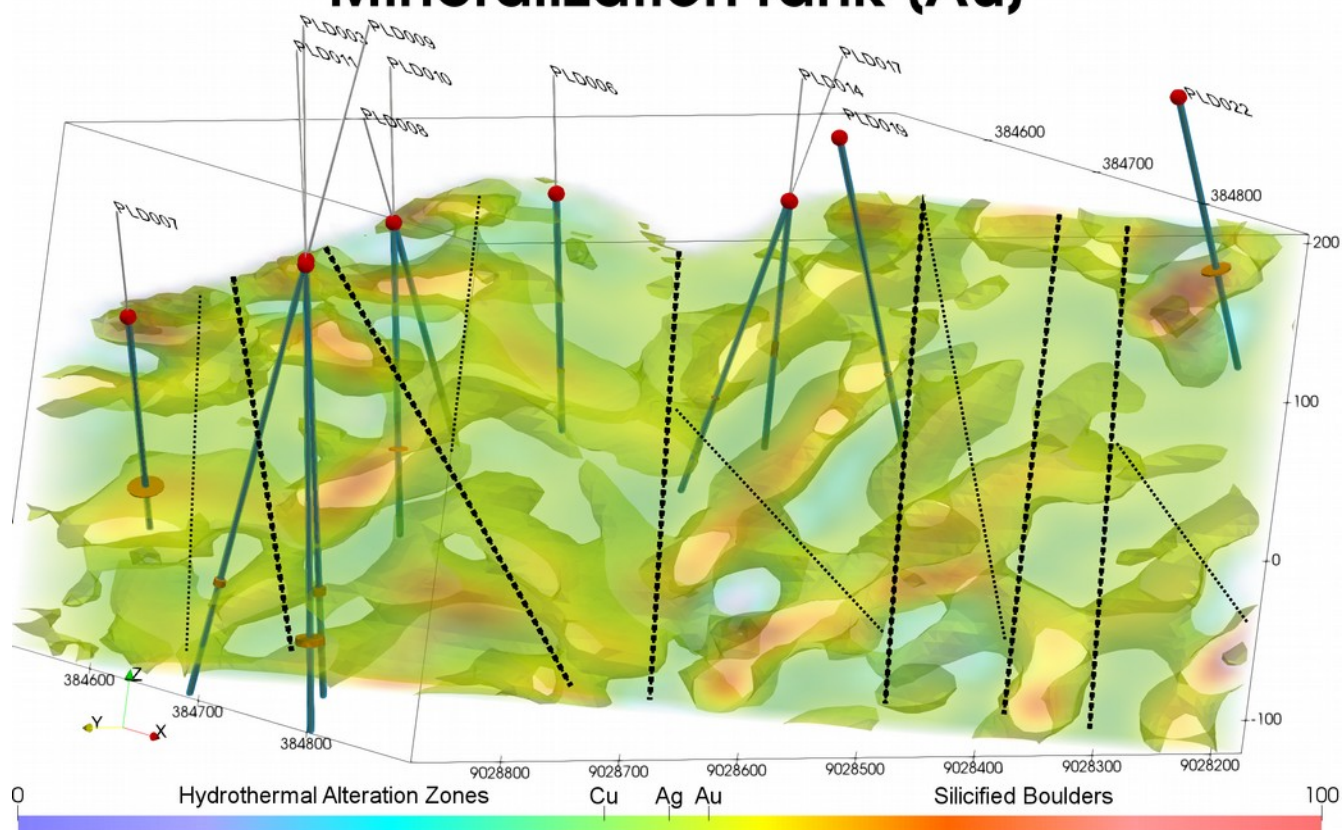 Mineralization rank (Au)
PLD003
PLD009
PLD011
PLD010
PLD006
PLD017
PLD014
PLD008
PLD019
PLD022
PLD007
384600
384700
384800
200
100
0
-100
Z
Y
X
384600
384700
384800
9028800
9028700
9028600
9028500
9028400
9028300
9028200
0
Hydrothermal Alteration Zones
Cu
Ag
Au
Silicified Boulders
100